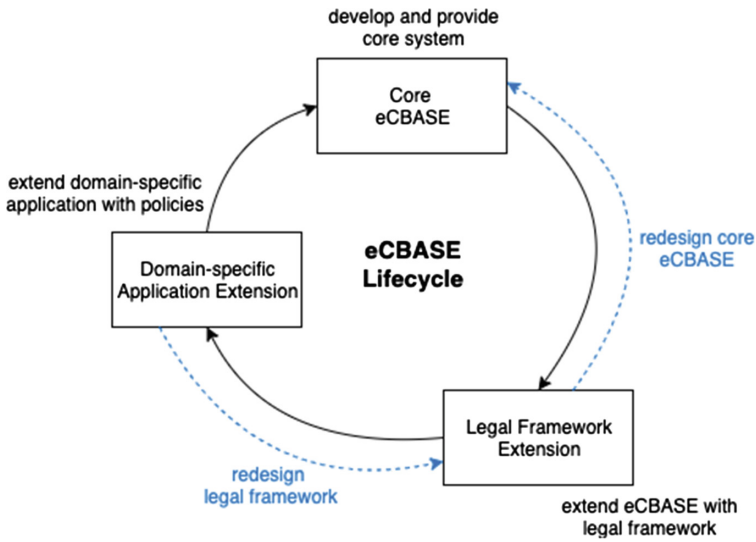 develop and provide
core system
Core
eCBASE
extend domain-specific
application with policies
redesign core
eCBASE
eCBASE
Lifecycle
Domain-specific
Application Extension
Legal Framework
Extension
redesign
legal framework
extend eCBASE with
legal framework